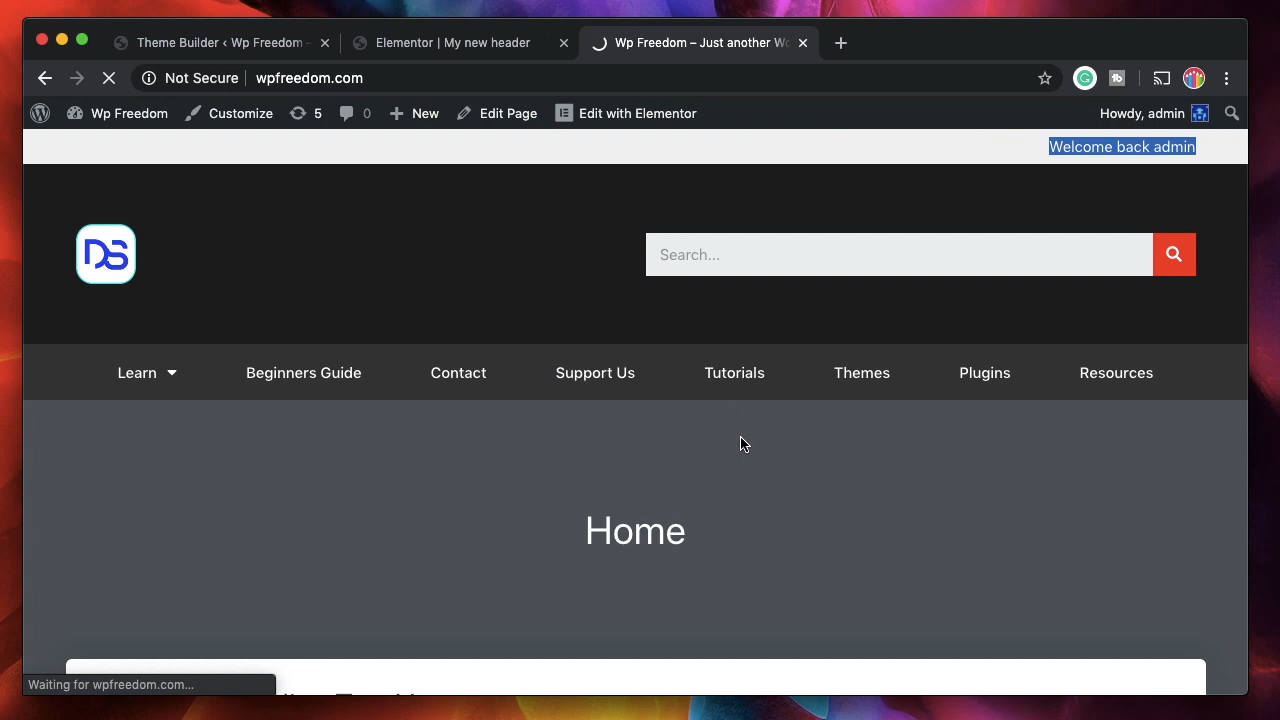 Theme Builder ‹ Wp Freedom -
Elementor | My new header
Wp Freedom – Just another Wo
Not Secure
wpfreedom.com
Wp Freedom
Customize
5
0
New
Edit Page
Edit with Elementor
Howdy, admin
Welcome back admin
DS
Search...
Learn
Beginners Guide
Contact
Support Us
Tutorials
Themes
Plugins
Resources
Home
Waiting for wpfreedom.com...